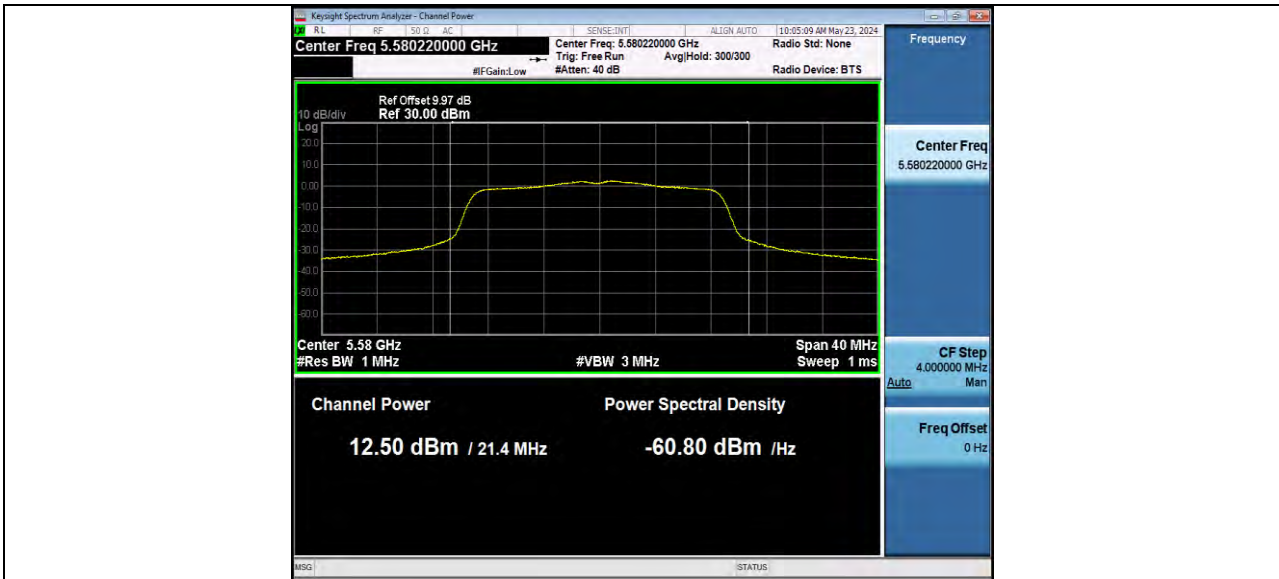 Keysight Spectrum Analyzer - Channel Power
RL RF 50 Ω AC SENSE:INT ALIGN AUTO 10:05:09 AM May 23, 2024
Center Freq 5.580220000 GHz
Center Freq: 5.580220000 GHz
Radio Std: None
Trig: Free Run
Avg|Hold: 300/300
#IFGain:Low
#Atten: 40 dB
Radio Device: BTS
Frequency
Ref Offset 9.97 dB
10 dB/div
Ref 30.00 dBm
Log
20.0
10.0
0.00
-10.0
-20.0
-30.0
-40.0
-50.0
-60.0
Center Freq
5.580220000 GHz
Center 5.58 GHz
Span 40 MHz
#Res BW 1 MHz
#VBW 3 MHz
Sweep 1 ms
CF Step
4.000000 MHz
Auto Man
Channel Power
Power Spectral Density
12.50 dBm / 21.4 MHz
-60.80 dBm /Hz
Freq Offset
0 Hz
MSG
STATUS